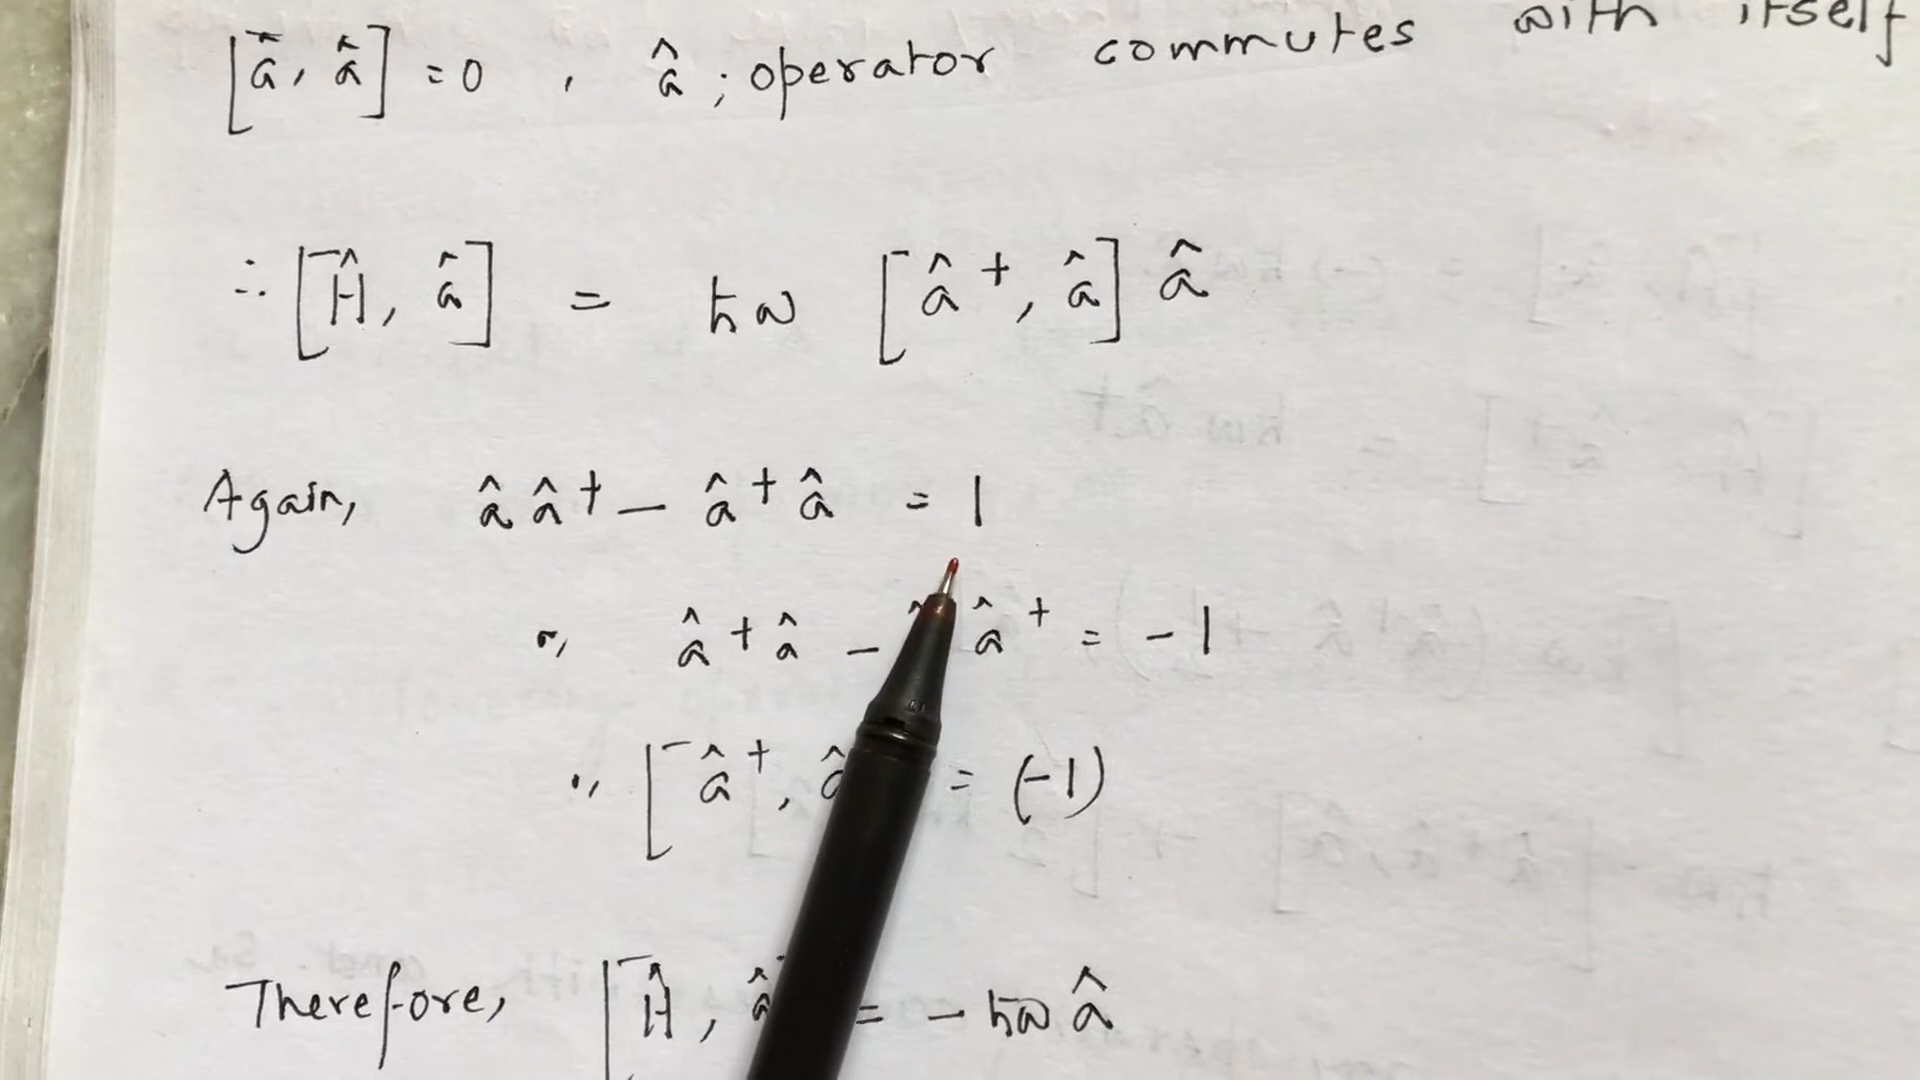 [â, â] = 0 , â ; operator commutes with itself
∴ [Ĥ, â] = ħω [â⁺, â] â
Again, â â⁺ − â⁺ â = 1
or, â⁺ â − â⁺ = −1
or, [ â⁺, â = (−1)
Therefore, [Ĥ, â = − ħω â